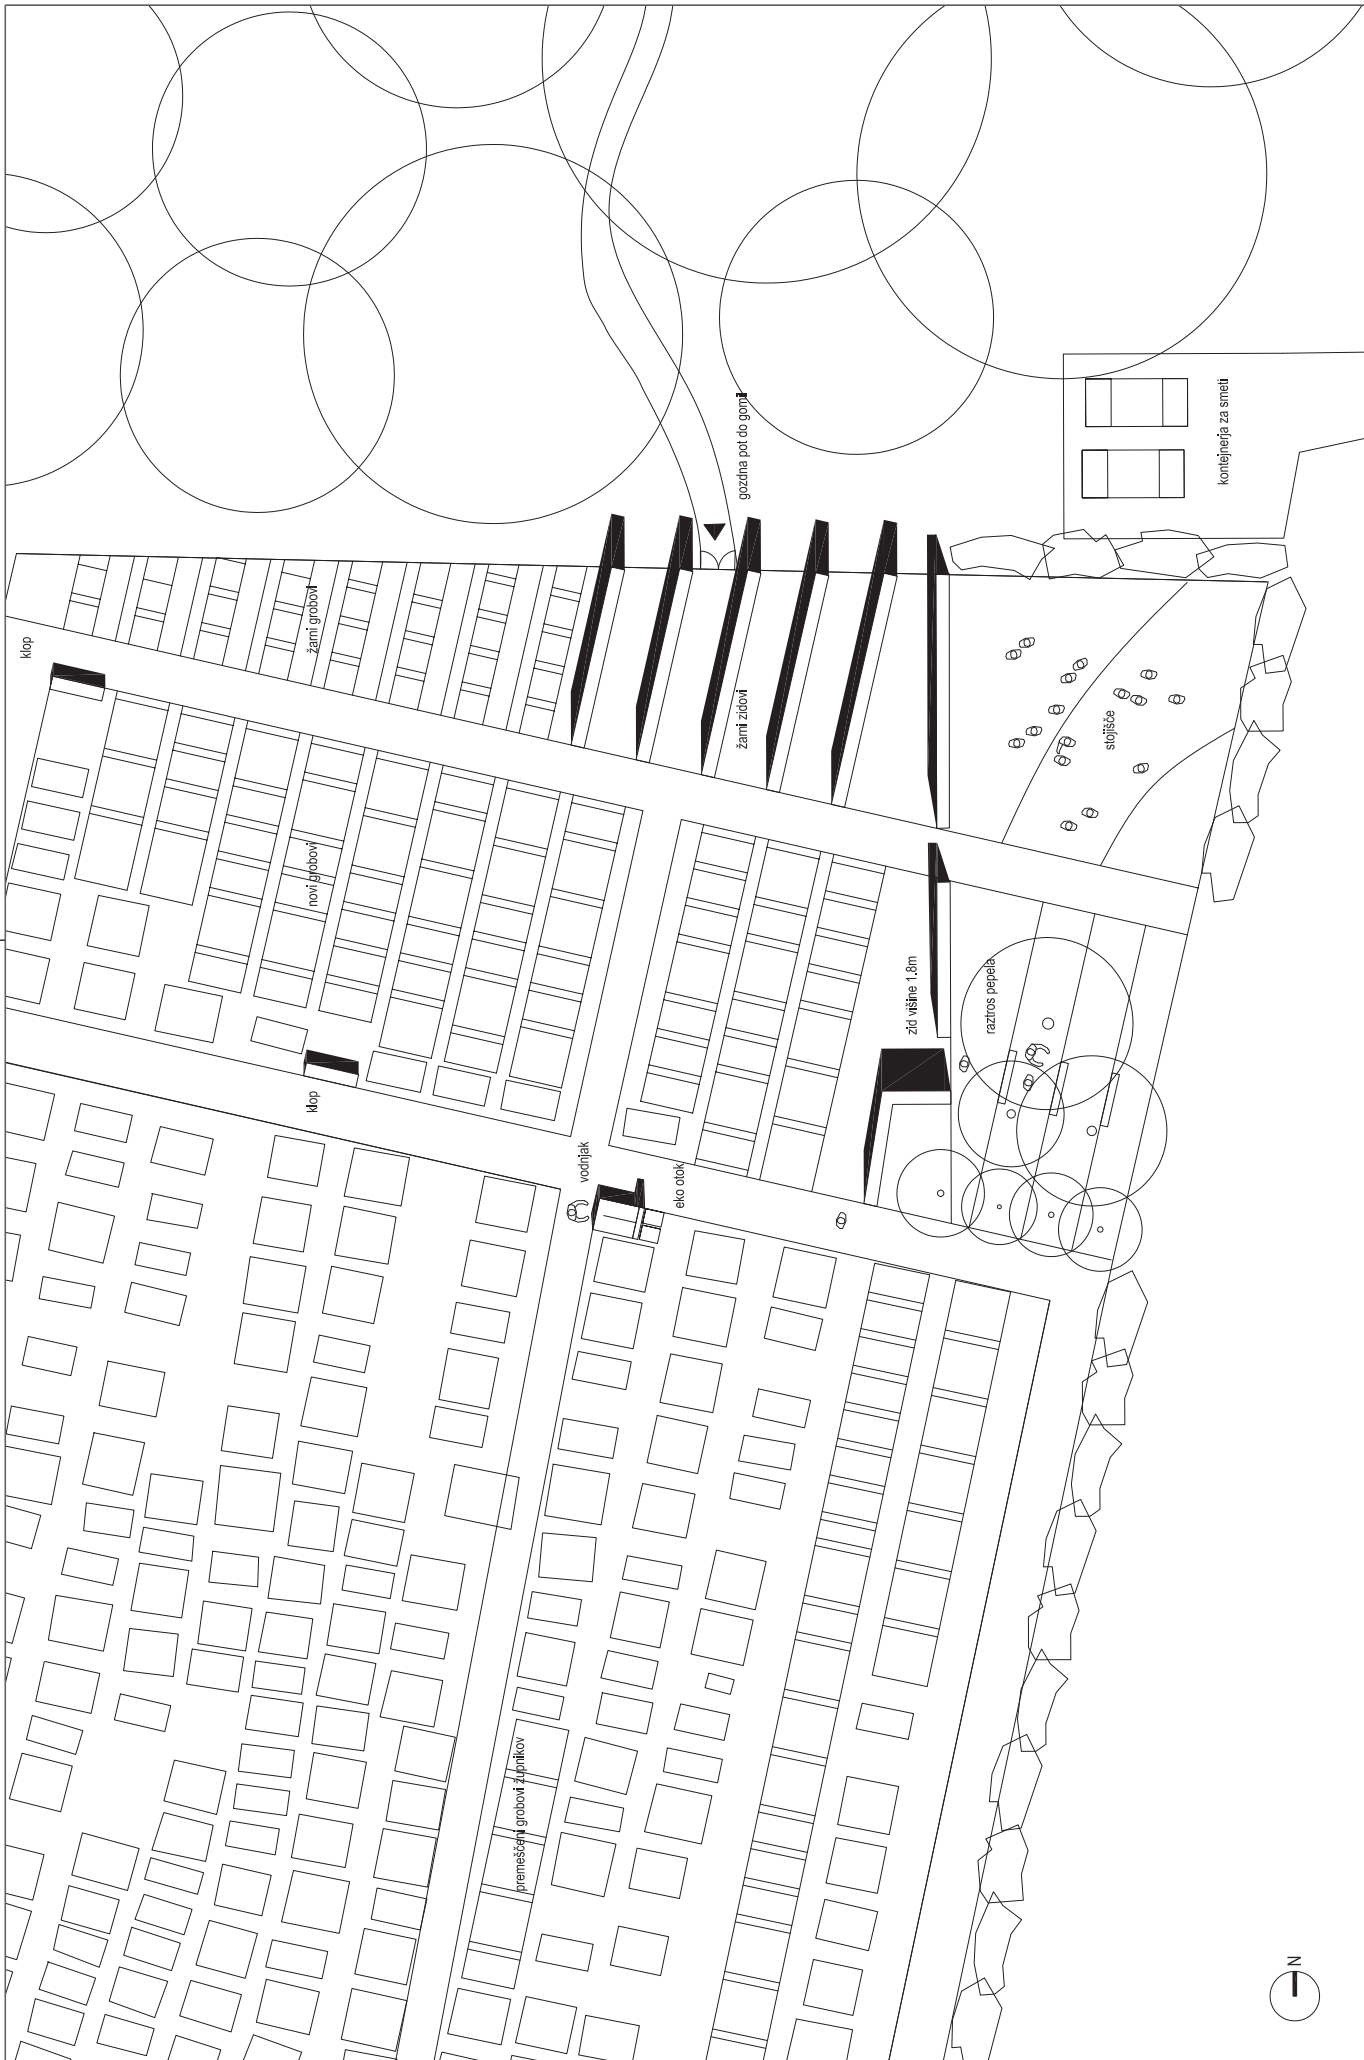 gozdna pot do gomil
kontejnerja za smeti
žarni grobovi
klop
žarni zidovi
stojišče
novi grobovi
zid višine 1.8m
raztros pepela
klop
vodnjak
eko otok
premeščeni grobovi župnikov
N